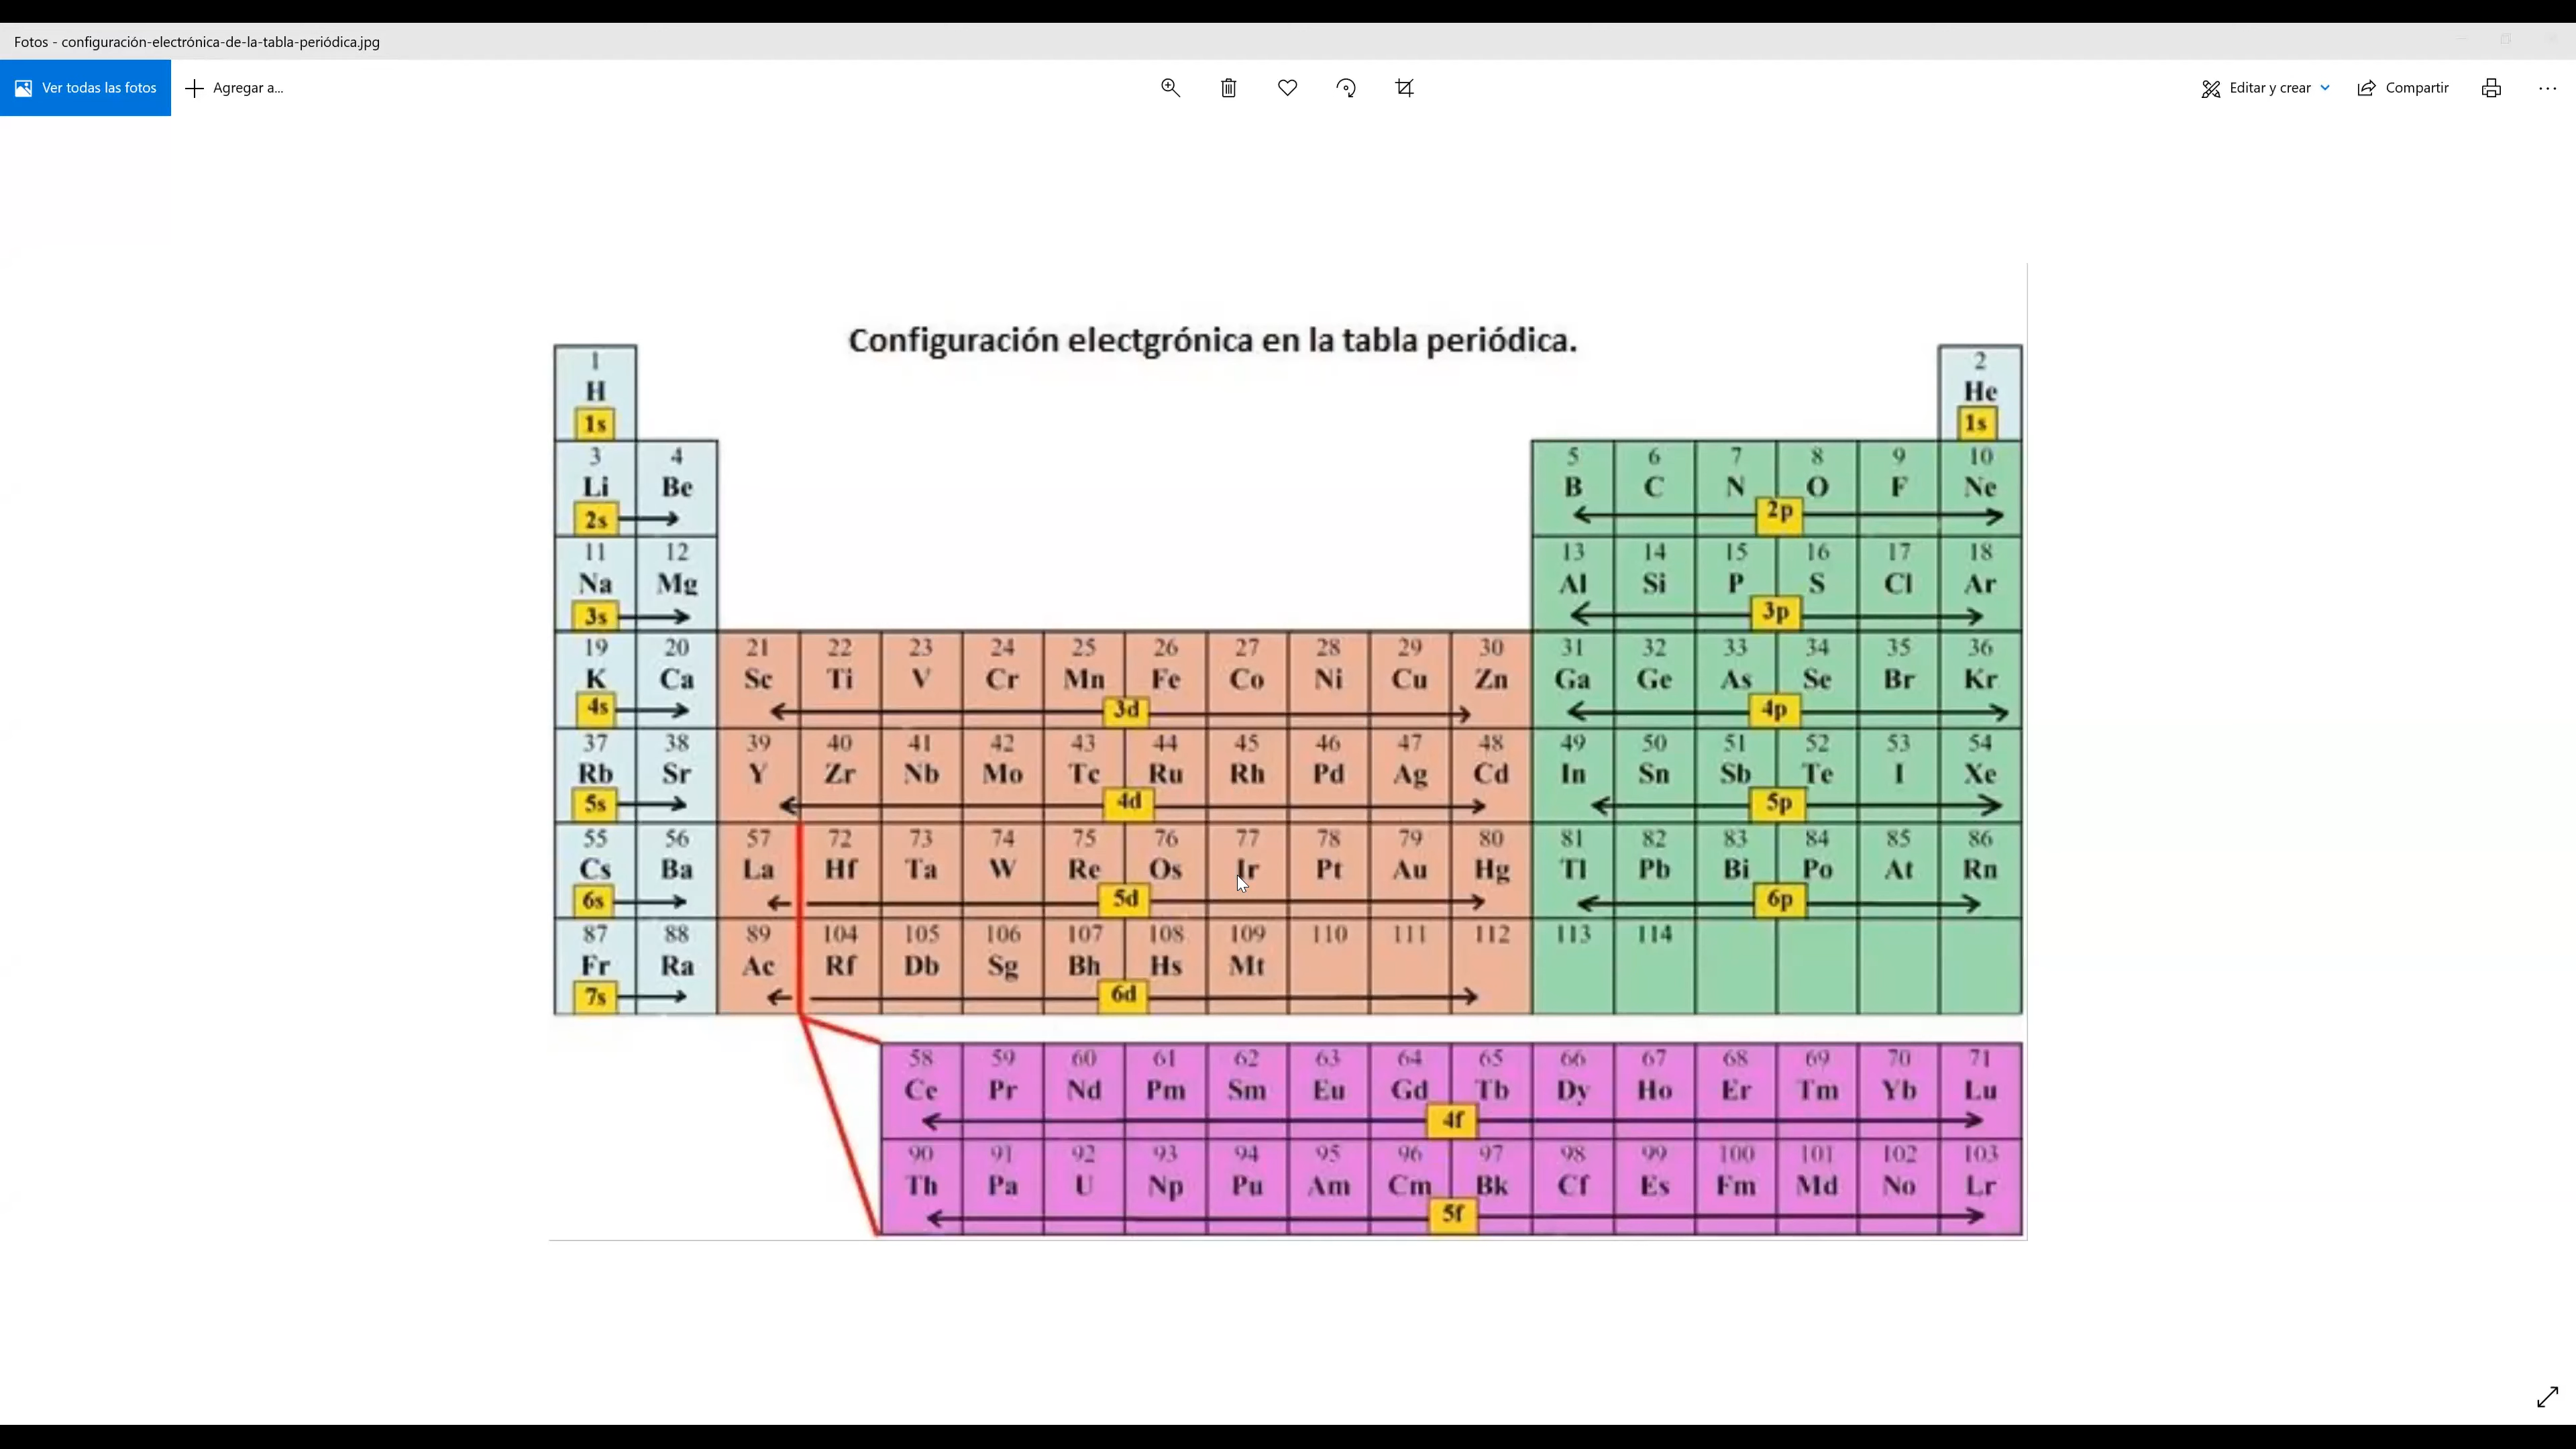 Fotos - configuración-electrónica-de-la-tabla-periódica.jpg
Ver todas las fotos Agregar a... Editar y crear Compartir
Configuración electgrónica en la tabla periódica.
1 2
H He
1s 1s
3 4 5 6 7 8 9 10
Li Be B C N O F Ne
2s 2p
11 12 13 14 15 16 17 18
Na Mg Al Si P S Cl Ar
3s 3p
19 20 21 22 23 24 25 26 27 28 29 30 31 32 33 34 35 36
K Ca Sc Ti V Cr Mn Fe Co Ni Cu Zn Ga Ge As Se Br Kr
4s 3d 4p
37 38 39 40 41 42 43 44 45 46 47 48 49 50 51 52 53 54
Rb Sr Y Zr Nb Mo Tc Ru Rh Pd Ag Cd In Sn Sb Te I Xe
5s 4d 5p
55 56 57 72 73 74 75 76 77 78 79 80 81 82 83 84 85 86
Cs Ba La Hf Ta W Re Os Ir Pt Au Hg Tl Pb Bi Po At Rn
6s 5d 6p
87 88 89 104 105 106 107 108 109 110 111 112 113 114
Fr Ra Ac Rf Db Sg Bh Hs Mt
7s 6d
58 59 60 61 62 63 64 65 66 67 68 69 70 71
Ce Pr Nd Pm Sm Eu Gd Tb Dy Ho Er Tm Yb Lu
4f
90 91 92 93 94 95 96 97 98 99 100 101 102 103
Th Pa U Np Pu Am Cm Bk Cf Es Fm Md No Lr
5f